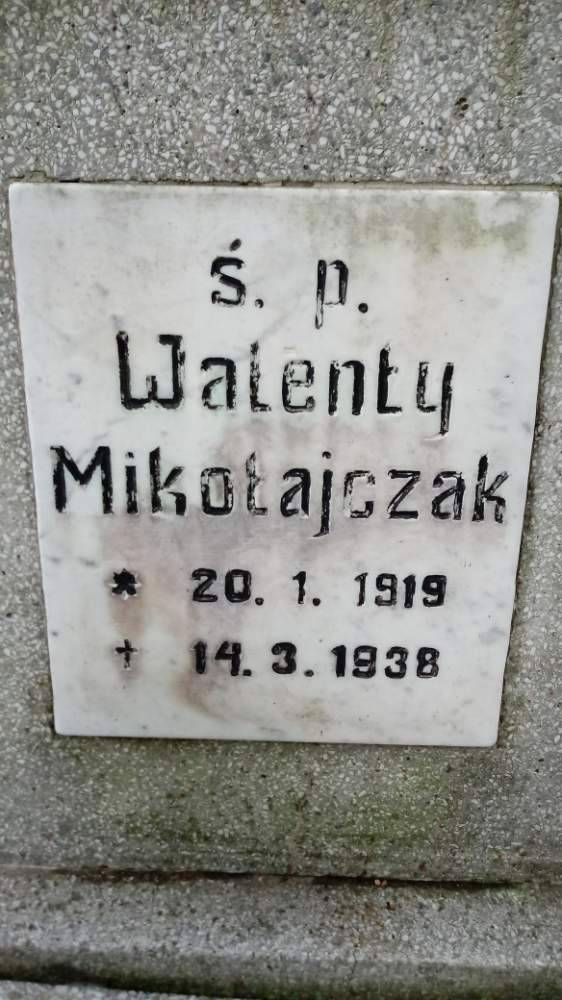 ś. p.
Walenty
Mikołajczak
* 20. 1. 1919
† 14. 3. 1938